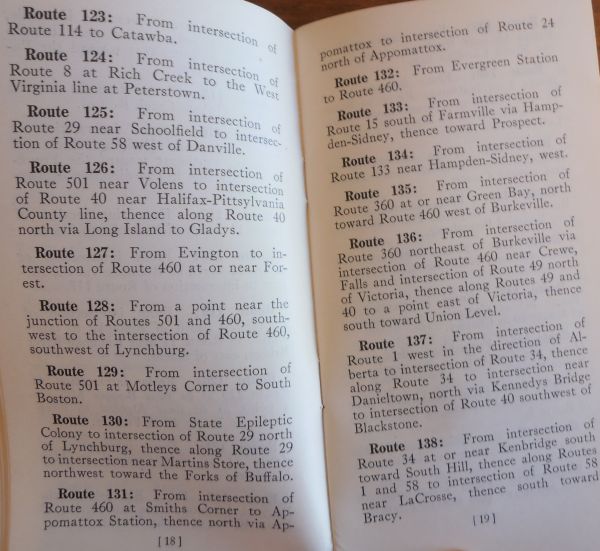 Route 123: From intersection of
Route 114 to Catawba.
Route 124: From intersection of
Route 8 at Rich Creek to the West
Virginia line at Peterstown.
Route 125: From intersection of
Route 29 near Schoolfield to intersec-
tion of Route 58 west of Danville.
Route 126: From intersection of
Route 501 near Volens to intersection
of Route 40 near Halifax-Pittsylvania
County line, thence along Route 40
north via Long Island to Gladys.
Route 127: From Evington to in-
tersection of Route 460 at or near For-
est.
Route 128: From a point near the
junction of Routes 501 and 460, south-
west to the intersection of Route 460,
southwest of Lynchburg.
Route 129: From intersection of
Route 501 at Motleys Corner to South
Boston.
Route 130: From State Epileptic
Colony to intersection of Route 29 north
of Lynchburg, thence along Route 29
to intersection near Martins Store, thence
northwest toward the Forks of Buffalo.
Route 131: From intersection of
Route 460 at Smiths Corner to Ap-
pomattox Station, thence north via Ap-
[18]
pomattox to intersection of Route 24
north of Appomattox.
Route 132: From Evergreen Station
to Route 460.
Route 133: From intersection of
Route 15 south of Farmville via Hamp-
den-Sidney, thence toward Prospect.
Route 134: From intersection of
Route 133 near Hampden-Sidney, west.
Route 135: From intersection of
Route 360 at or near Green Bay, north
toward Route 460 west of Burkeville.
Route 136: From intersection of
Route 360 northeast of Burkeville via
intersection of Route 460 near Crewe,
Falls and intersection of Route 49 north
of Victoria, thence along Routes 49 and
40 to a point east of Victoria, thence
south toward Union Level.
Route 137: From intersection of
Route 1 west in the direction of Al-
berta to intersection of Route 34, thence
along Route 34 to intersection near
Danieltown, north via Kennedys Bridge
to intersection of Route 40 southwest of
Blackstone.
Route 138: From intersection of
Route 34 at or near Kenbridge south
toward South Hill, thence along Routes
1 and 58 to intersection of Route 58
near LaCrosse, thence south toward
Bracy.
[19]